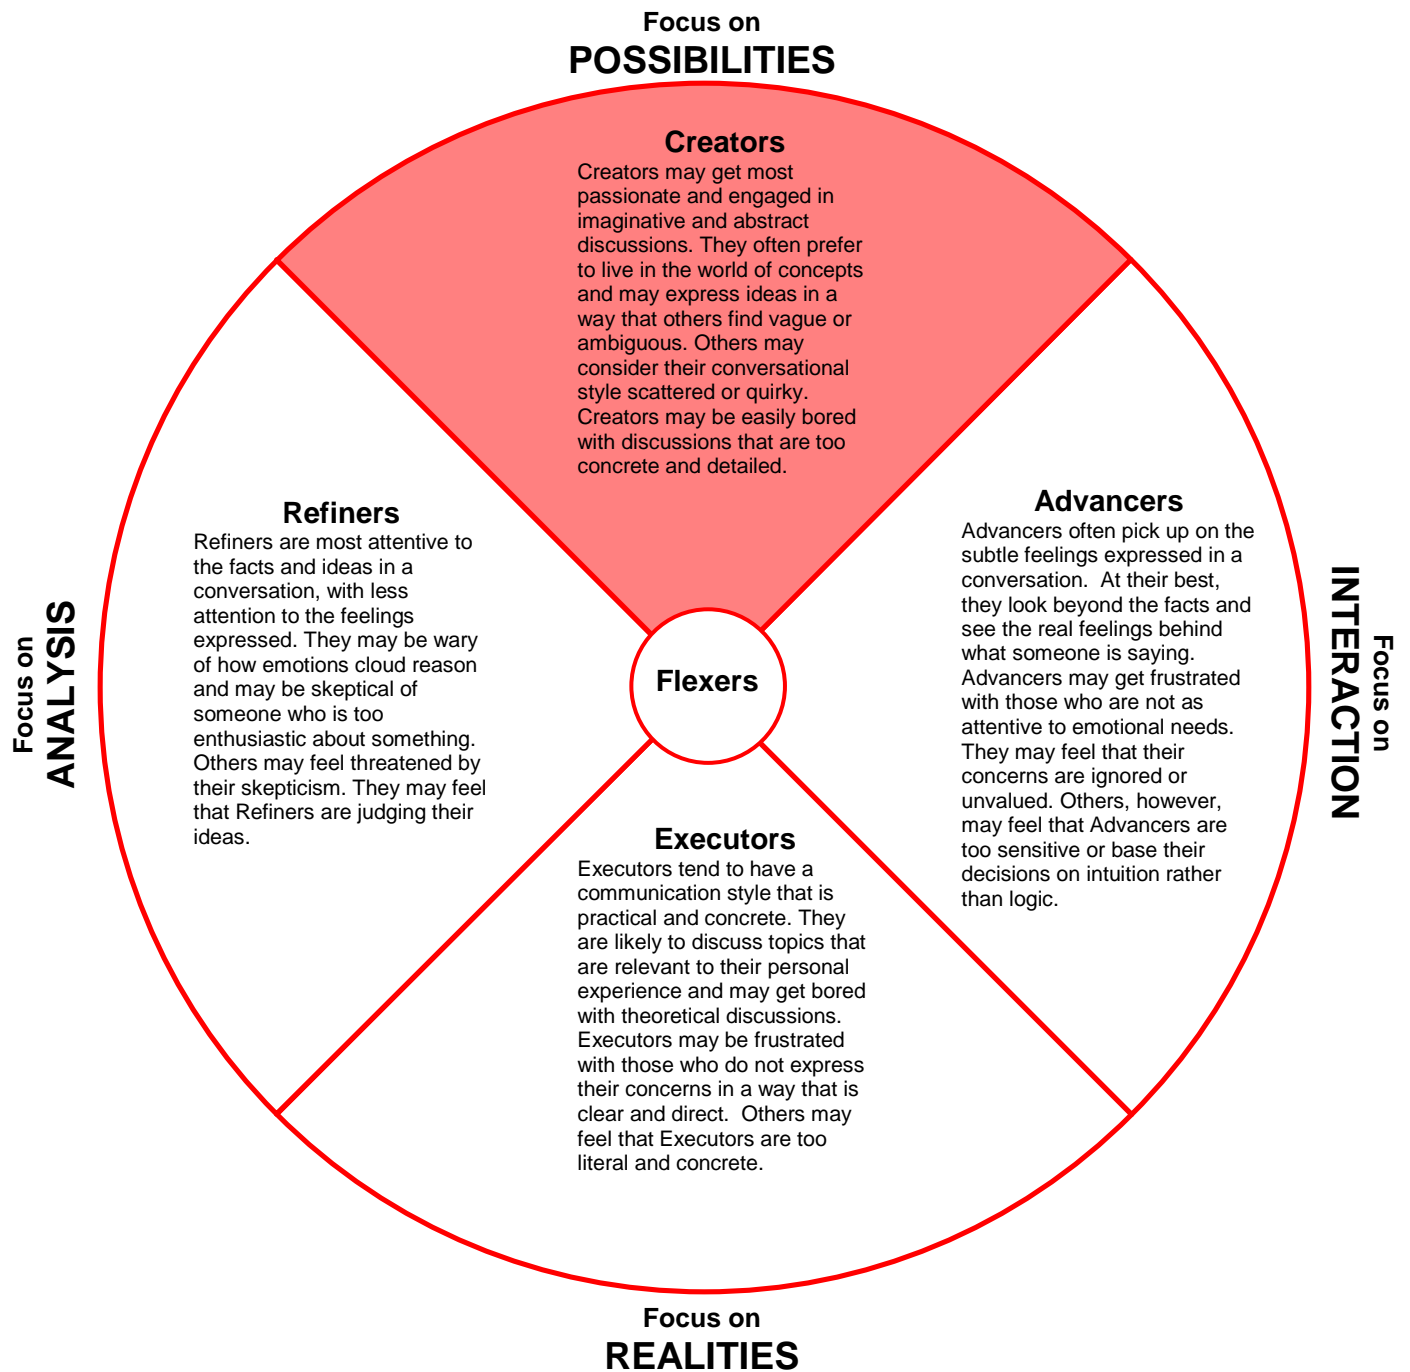 Focus on
POSSIBILITIES
Creators
Creators may get most
passionate and engaged in
imaginative and abstract
discussions. They often prefer
to live in the world of concepts
and may express ideas in a
way that others find vague or
ambiguous. Others may
consider their conversational
style scattered or quirky.
Creators may be easily bored
with discussions that are too
concrete and detailed.
Focus on
ANALYSIS
Refiners
Refiners are most attentive to
the facts and ideas in a
conversation, with less
attention to the feelings
expressed. They may be wary
of how emotions cloud reason
and may be skeptical of
someone who is too
enthusiastic about something.
Others may feel threatened by
their skepticism. They may feel
that Refiners are judging their
ideas.
Flexers
Advancers
Advancers often pick up on the
subtle feelings expressed in a
conversation.  At their best,
they look beyond the facts and
see the real feelings behind
what someone is saying.
Advancers may get frustrated
with those who are not as
attentive to emotional needs.
They may feel that their
concerns are ignored or
unvalued. Others, however,
may feel that Advancers are
too sensitive or base their
decisions on intuition rather
than logic.
Focus on
INTERACTION
Executors
Executors tend to have a
communication style that is
practical and concrete. They
are likely to discuss topics that
are relevant to their personal
experience and may get bored
with theoretical discussions.
Executors may be frustrated
with those who do not express
their concerns in a way that is
clear and direct.  Others may
feel that Executors are too
literal and concrete.
Focus on
REALITIES